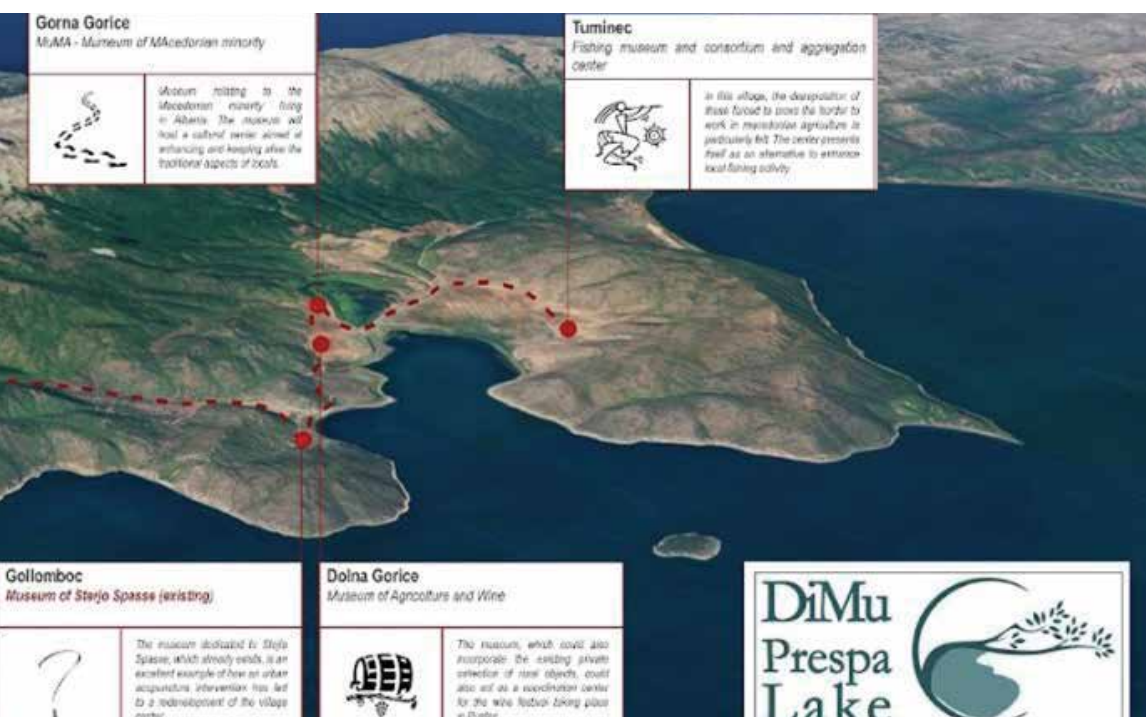 Gorna Gorice
MuMA - Mumeum of MAcedonian minority
Museum relating to the
Macedonian minority living
in Albania. The museum will
host a cultural center aimed at
enhancing and keeping alive the
traditional aspects of locals.
Tuminec
Fishing museum and consortium and aggregation
center
In this village, the desreputation of
those forced to cross the border to
work in macedonian agriculture is
particularly felt. The center presents
itself as an alternative to enhance
local fishing activity
Gollomboc
Museum of Sterjo Spasse (existing)
The museum dedicated to Sterjo
Spasse, which already exists, is an
excellent example of how an urban
acupuncture intervention has led
to a redevelopment of the village
center
Dolna Gorice
Museum of Agricolture and Wine
The museum, which could also
incorporate the existing private
collection of rural objects, could
also act as a coordination center
for the wine festival taking place
in
DiMu
Prespa
Lake